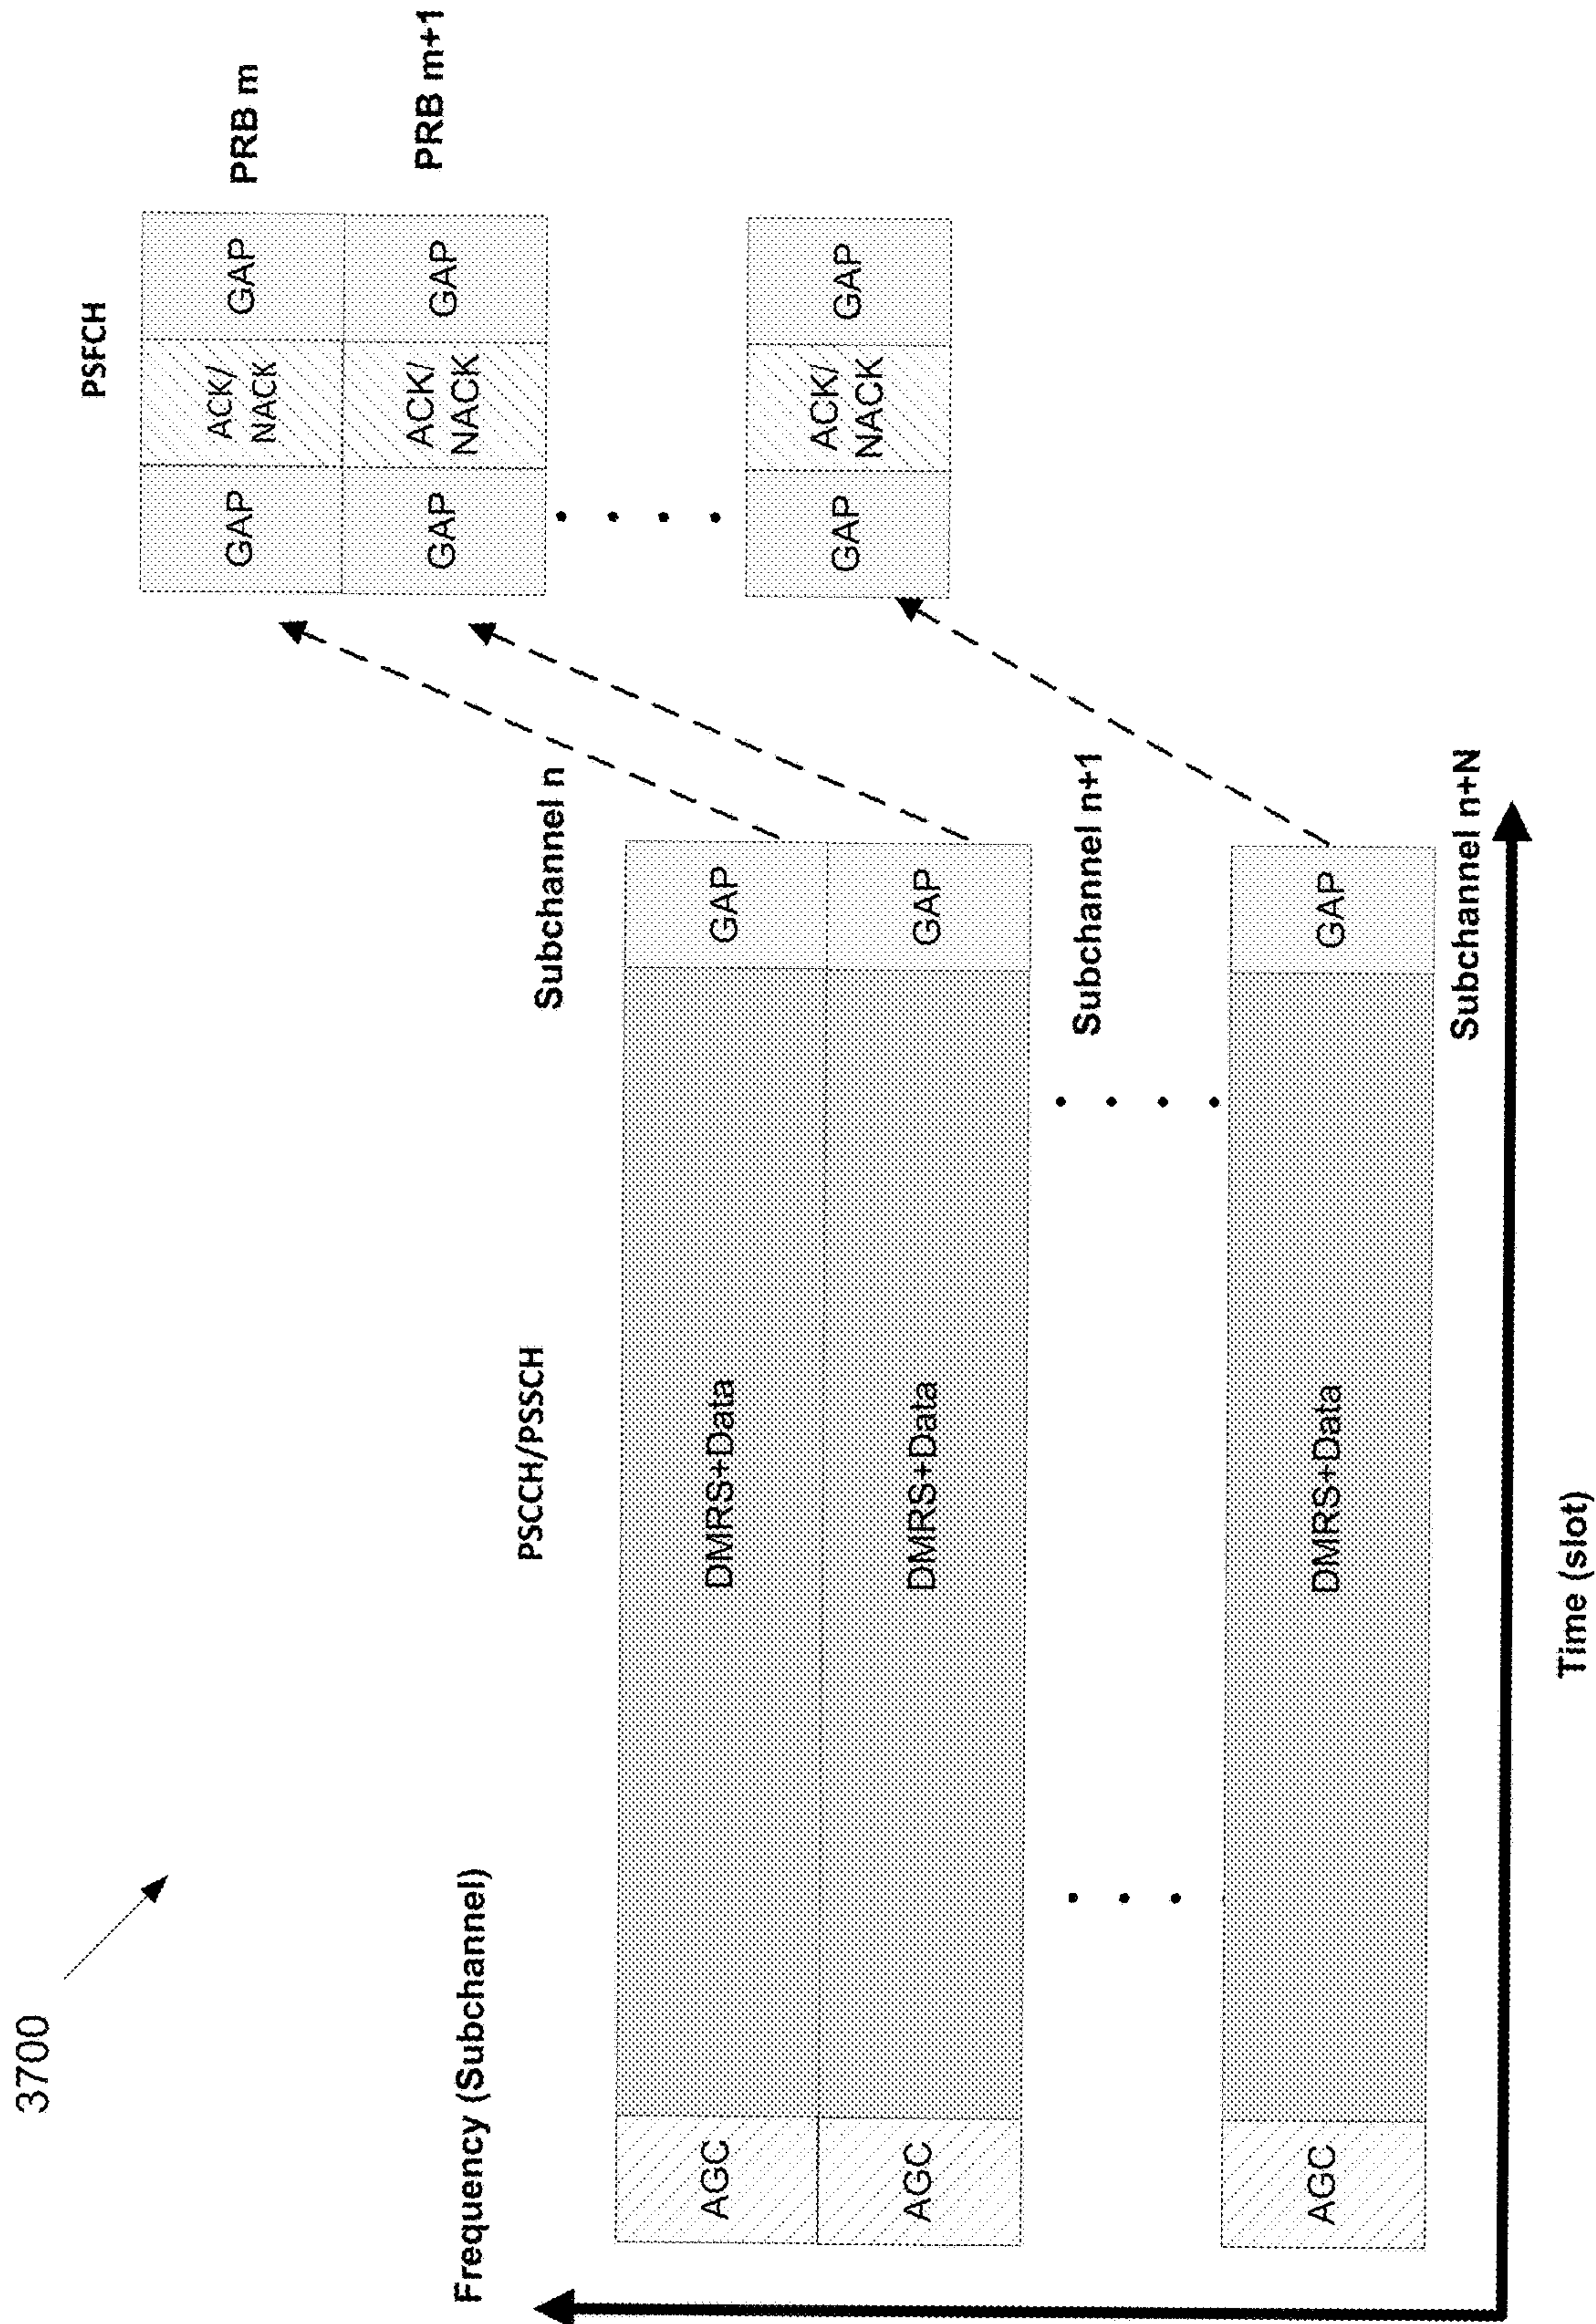 3700
PSFCH
GAP
ACK/
NACK
GAP
PRB m
GAP
ACK/
NACK
GAP
PRB m+1
GAP
ACK/
NACK
GAP
Frequency (Subchannel)
PSCCH/PSSCH
Subchannel n
AGC
DMRS+Data
GAP
AGC
DMRS+Data
GAP
Subchannel n+1
AGC
DMRS+Data
GAP
Subchannel n+N
Time (slot)